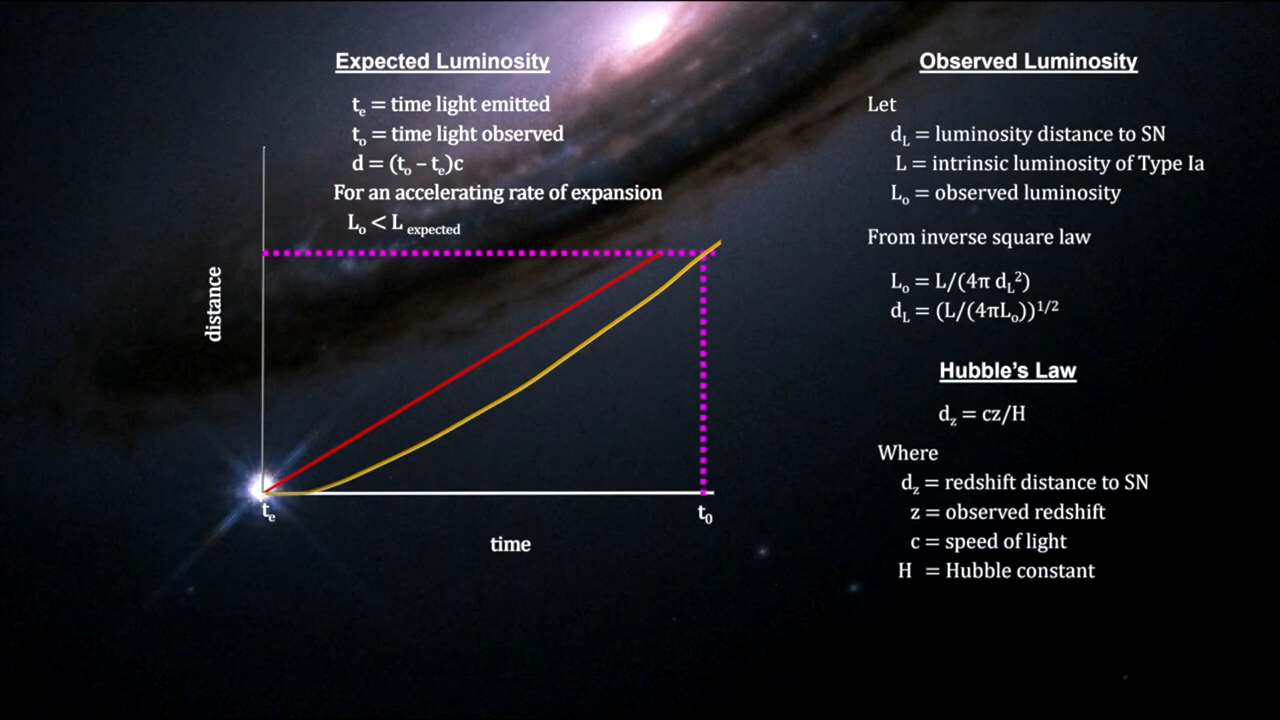 Expected Luminosity
tₑ = time light emitted
tₒ = time light observed
d = (tₒ – tₑ)c
For an accelerating rate of expansion
Lₒ < L expected
distance
tₑ
t₀
time
Observed Luminosity
Let
d_L = luminosity distance to SN
L = intrinsic luminosity of Type Ia
Lₒ = observed luminosity
From inverse square law
Lₒ = L/(4π d_L²)
d_L = (L/(4πLₒ))^1/2
Hubble's Law
d_z = cz/H
Where
d_z = redshift distance to SN
z = observed redshift
c = speed of light
H = Hubble constant